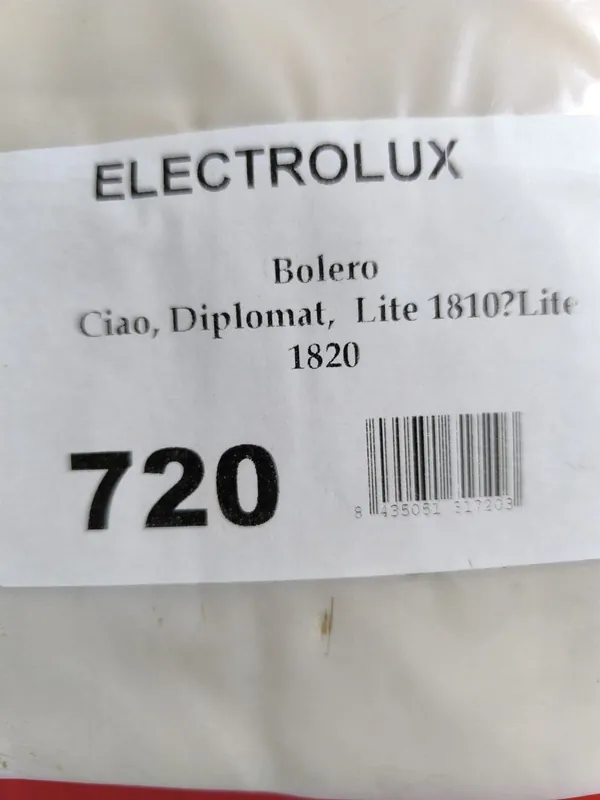 ELECTROLUX
Bolero
Ciao, Diplomat, Lite 1810?Lite
1820
720
8 435051 317203